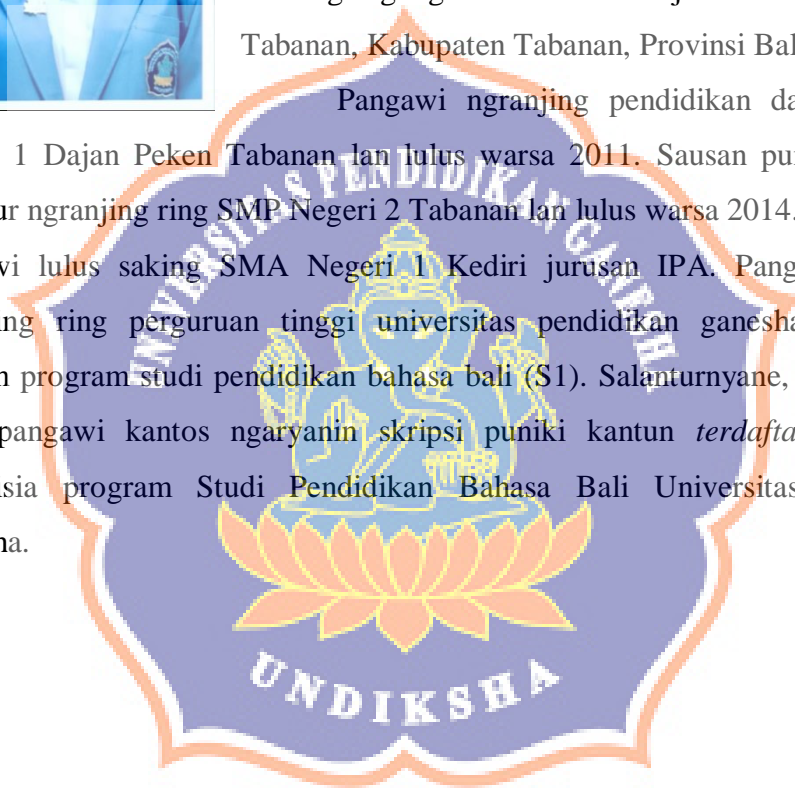 Tabanan, Kabupaten Tabanan, Provinsi Bal
Pangawi ngranjing pendidikan da
1 Dajan Peken Tabanan lan lulus warsa 2011. Sausan pu
ur ngranjing ring SMP Negeri 2 Tabanan lan lulus warsa 2014.
wi lulus saking SMA Negeri 1 Kediri jurusan IPA. Pang
ng ring perguruan tinggi universitas pendidikan ganesha
n program studi pendidikan bahasa bali (S1). Salanturnyane,
pangawi kantos ngaryanin skripsi puniki kantun terdafta
sia program Studi Pendidikan Bahasa Bali Universitas
na.
UNIVERSITAS PENDIDIKAN GANESHA
UNDIKSHA